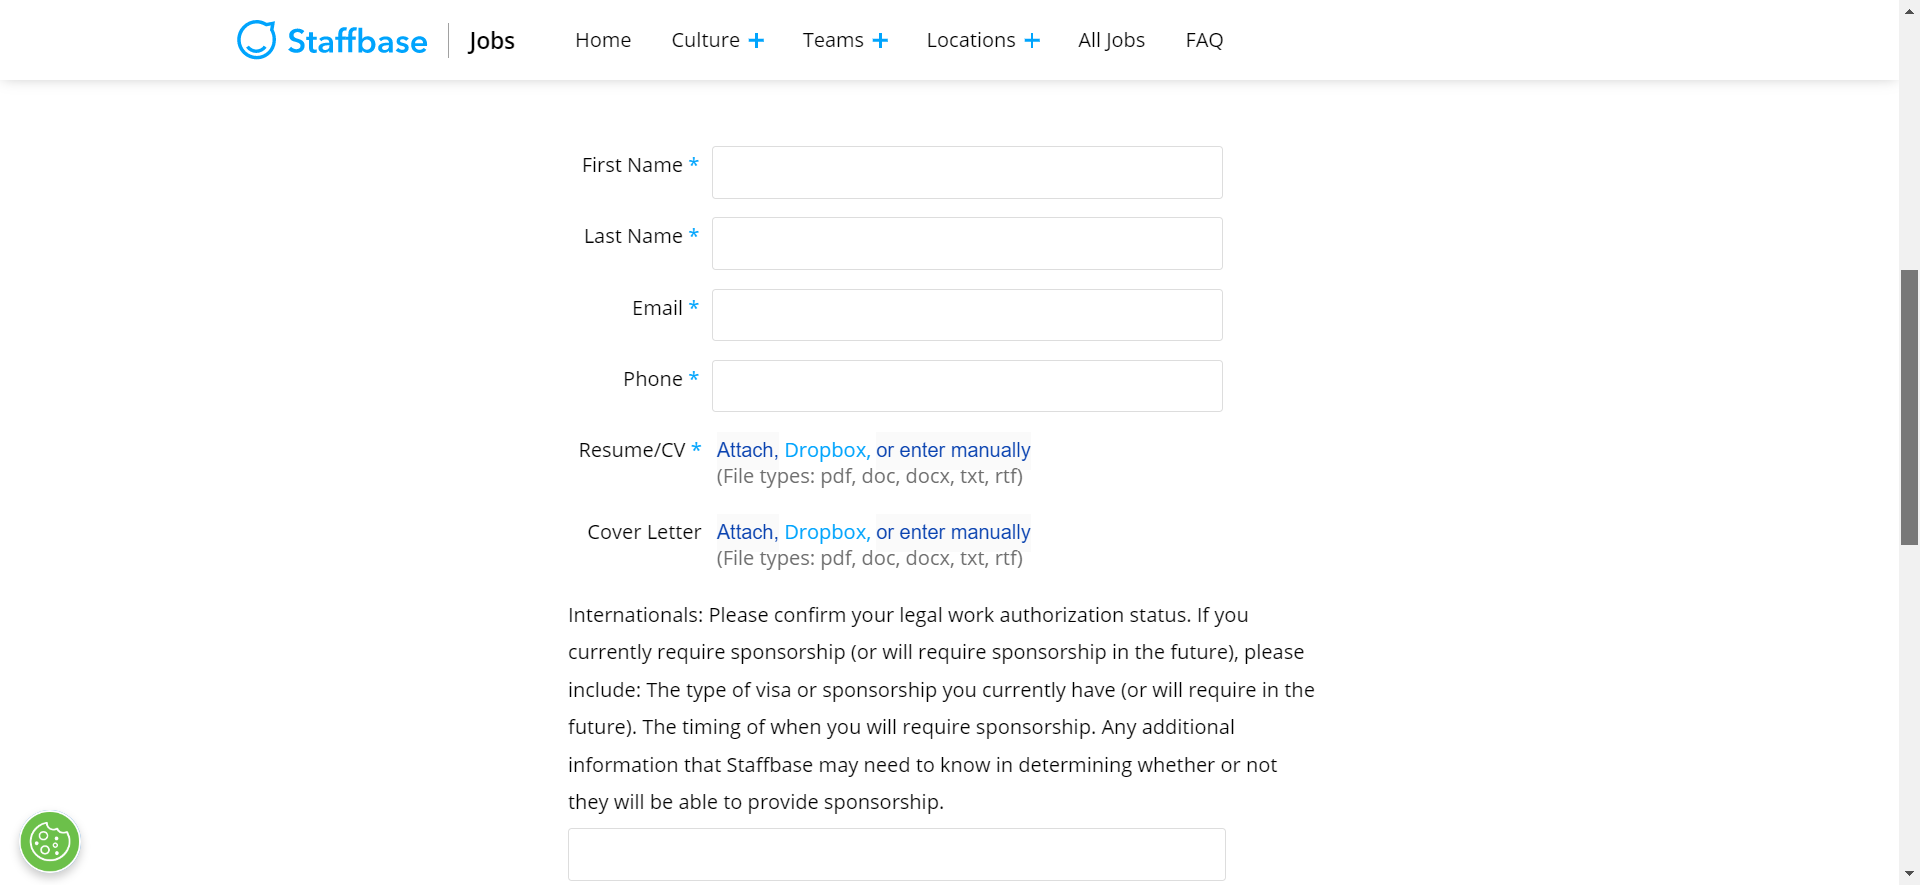 Staffbase Jobs Home Culture + Teams + Locations + All Jobs FAQ
First Name *
Last Name *
Email *
Phone *
Resume/CV * Attach, Dropbox, or enter manually
(File types: pdf, doc, docx, txt, rtf)
Cover Letter Attach, Dropbox, or enter manually
(File types: pdf, doc, docx, txt, rtf)
Internationals: Please confirm your legal work authorization status. If you
currently require sponsorship (or will require sponsorship in the future), please
include: The type of visa or sponsorship you currently have (or will require in the
future). The timing of when you will require sponsorship. Any additional
information that Staffbase may need to know in determining whether or not
they will be able to provide sponsorship.